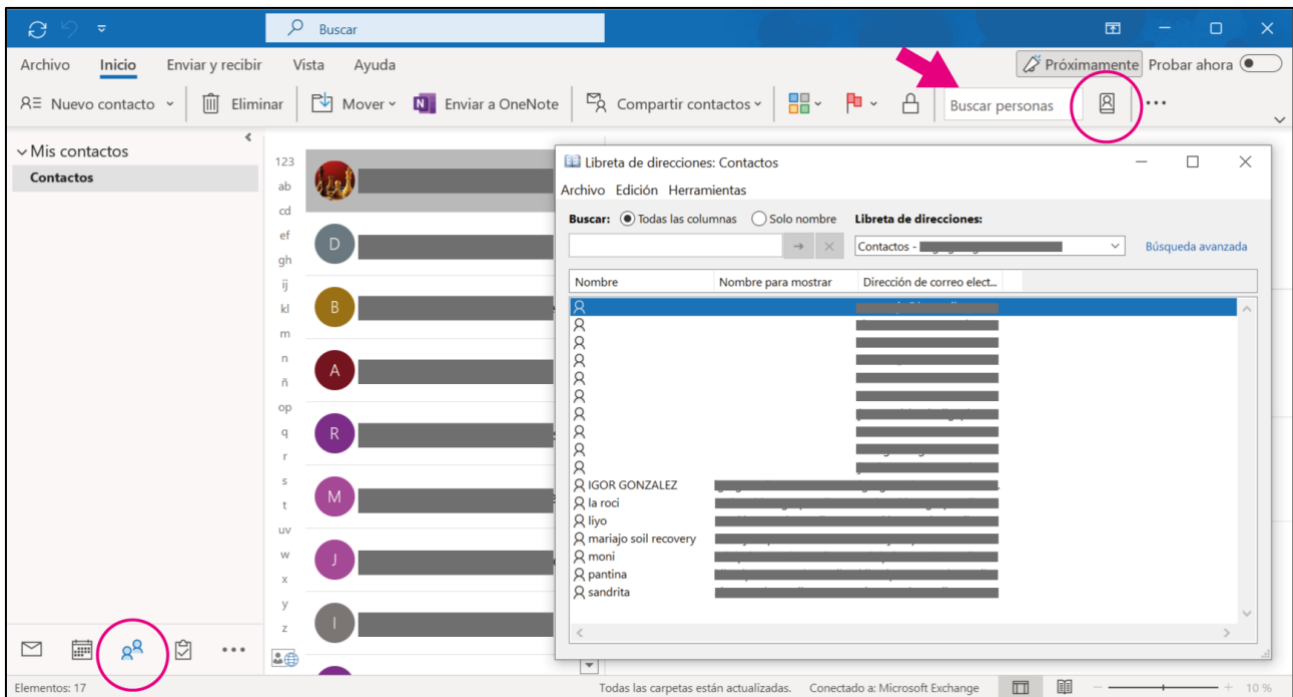 Buscar
Archivo Inicio Enviar y recibir Vista Ayuda
Próximamente Probar ahora
Nuevo contacto Eliminar Mover Enviar a OneNote Compartir contactos Buscar personas
Mis contactos
Contactos
123
ab
cd
ef
gh
ij
kl
m
n
ñ
op
q
r
s
t
uv
w
x
y
z
D
B
A
R
M
J
I
Libreta de direcciones: Contactos
Archivo Edición Herramientas
Buscar: Todas las columnas Solo nombre Libreta de direcciones:
Contactos - Búsqueda avanzada
Nombre Nombre para mostrar Dirección de correo elect...
IGOR GONZALEZ
la roci
liyo
mariajo soil recovery
moni
pantina
sandrita
Elementos: 17 Todas las carpetas están actualizadas. Conectado a: Microsoft Exchange 10 %